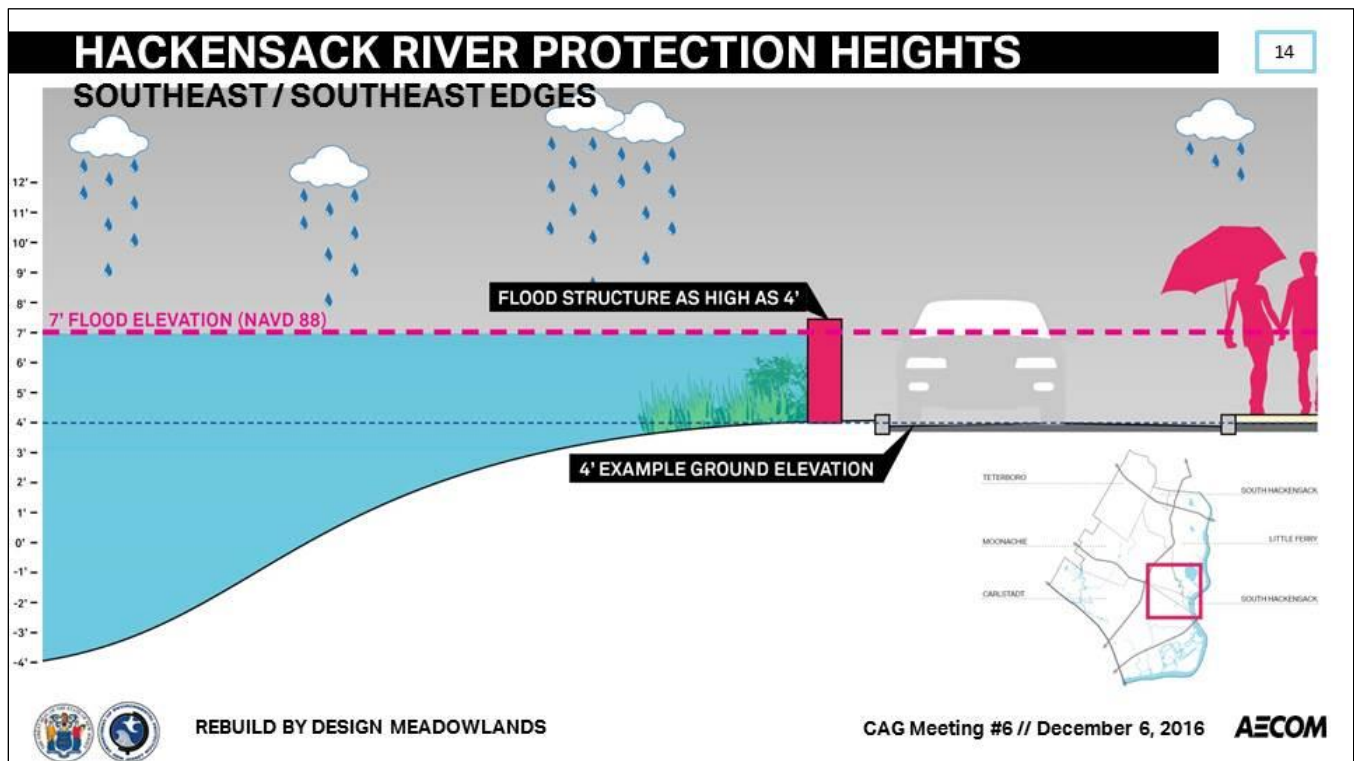 HACKENSACK RIVER PROTECTION HEIGHTS
14
SOUTHEAST / SOUTHEAST EDGES
12'
11'
10'
9'
8'
7'
6'
5'
4'
3'
2'
1'
0'
-1'
-2'
-3'
-4'
7' FLOOD ELEVATION (NAVD 88)
FLOOD STRUCTURE AS HIGH AS 4'
4' EXAMPLE GROUND ELEVATION
TETERBORO
SOUTH HACKENSACK
MOONACHIE
LITTLE FERRY
CARLSTADT
SOUTH HACKENSACK
REBUILD BY DESIGN MEADOWLANDS
CAG Meeting #6 // December 6, 2016
AECOM